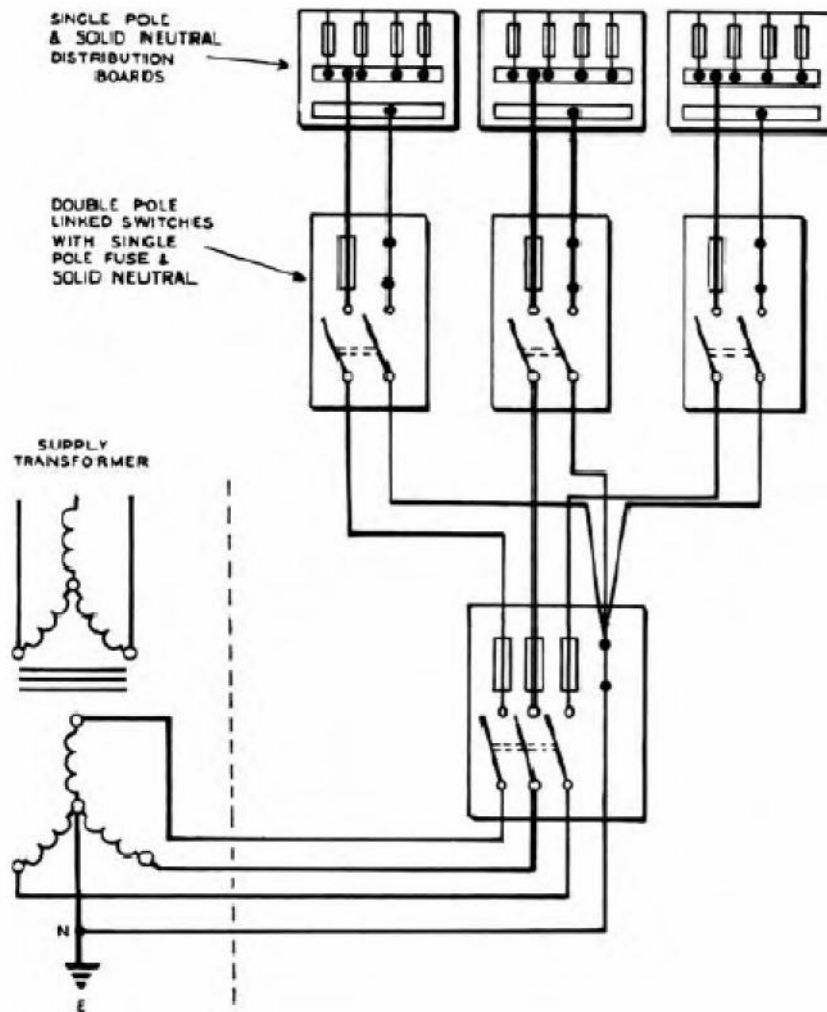 SINGLE POLE
& SOLID NEUTRAL
DISTRIBUTION
BOARDS
DOUBLE POLE
LINKED SWITCHES
WITH SINGLE
POLE FUSE &
SOLID NEUTRAL
SUPPLY
TRANSFORMER
N
E